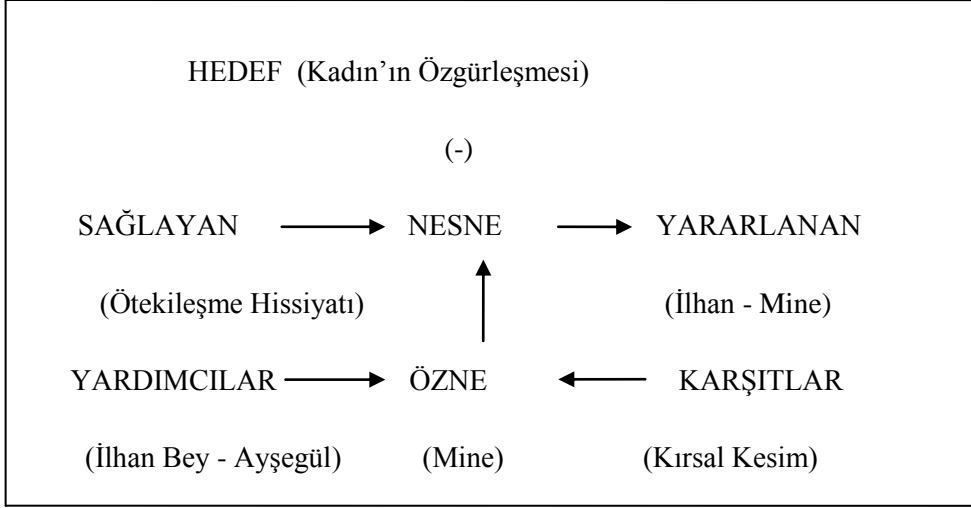 HEDEF (Kadın’ın Özgürleşmesi)
(-)
SAĞLAYAN NESNE YARARLANAN
(Ötekileşme Hissiyatı) (İlhan - Mine)
YARDIMCILAR ÖZNE KARŞITLAR
(İlhan Bey - Ayşegül) (Mine) (Kırsal Kesim)